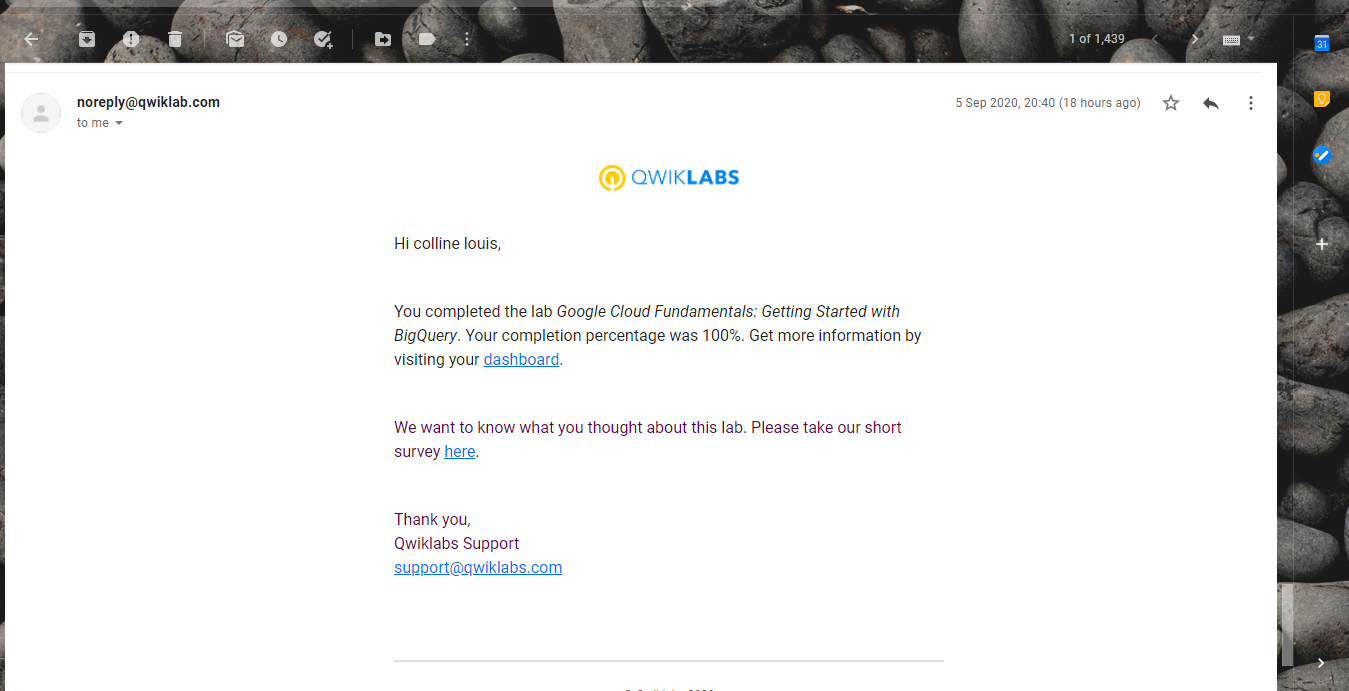 1 of 1,439
31
noreply@qwiklab.com
5 Sep 2020, 20:40 (18 hours ago)
to me
QWIKLABS
Hi colline louis,
You completed the lab Google Cloud Fundamentals: Getting Started with
BigQuery. Your completion percentage was 100%. Get more information by
visiting your dashboard.
We want to know what you thought about this lab. Please take our short
survey here.
Thank you,
Qwiklabs Support
support@qwiklabs.com